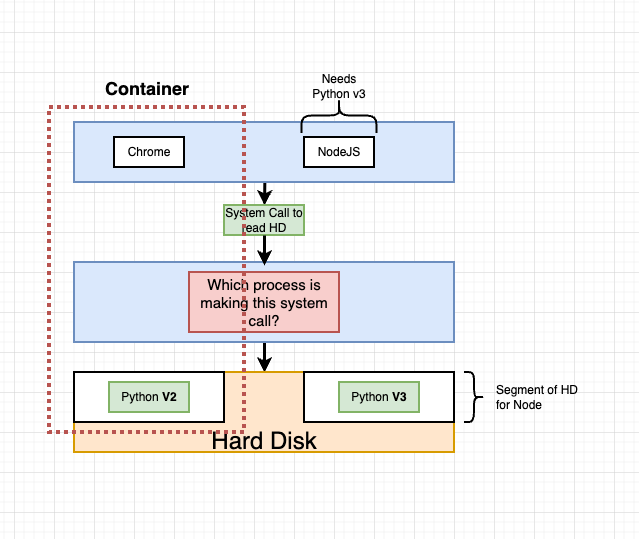 Needs
Python v3
Container
Chrome
NodeJS
System Call to
read HD
Which process is
making this system
call?
Python V2
Python V3
Segment of HD
for Node
Hard Disk